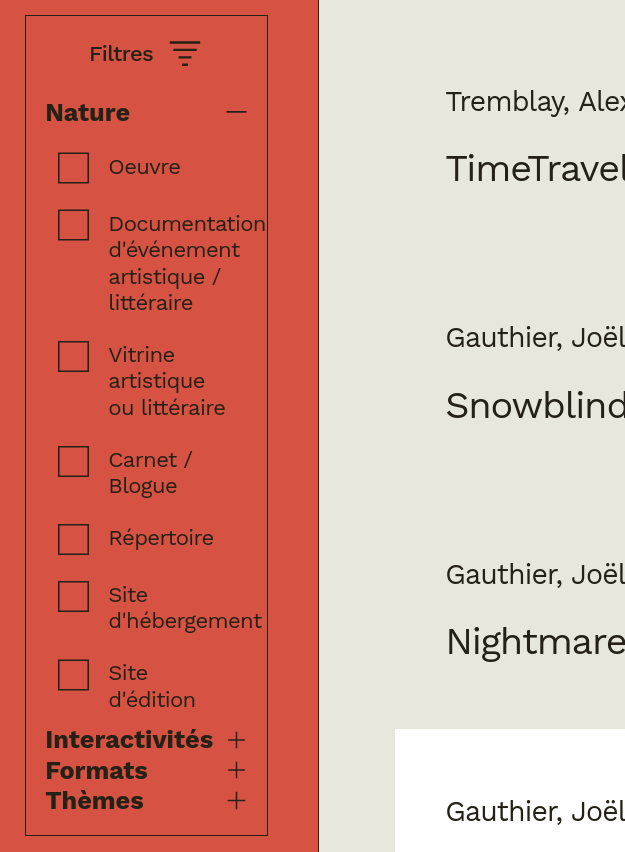 Filtres
Nature
Oeuvre
Documentation
d'événement
artistique /
littéraire
Vitrine
artistique
ou littéraire
Carnet /
Blogue
Répertoire
Site
d'hébergement
Site
d'édition
Interactivités
Formats
Thèmes
Tremblay, Alex
TimeTravel
Gauthier, Joël
Snowblind
Gauthier, Joël
Nightmare
Gauthier, Joël